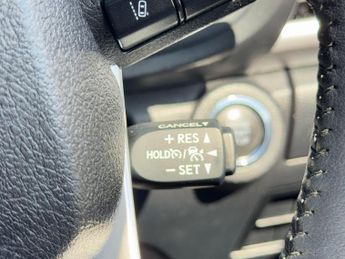 CANCEL
+ RES
HOLD /
− SET